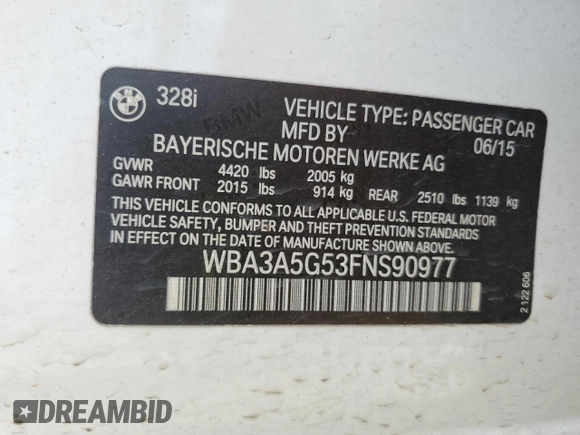 328i
VEHICLE TYPE: PASSENGER CAR
MFD BY 06/15
BAYERISCHE MOTOREN WERKE AG
GVWR 4420 lbs 2005 kg
GAWR FRONT 2015 lbs 914 kg REAR 2510 lbs 1139 kg
THIS VEHICLE CONFORMS TO ALL APPLICABLE U.S. FEDERAL MOTOR
VEHICLE SAFETY, BUMPER AND THEFT PREVENTION STANDARDS
IN EFFECT ON THE DATE OF MANUFACTURE SHOWN ABOVE.
WBA3A5G53FNS90977
2 122 606
BMW
DREAMBID